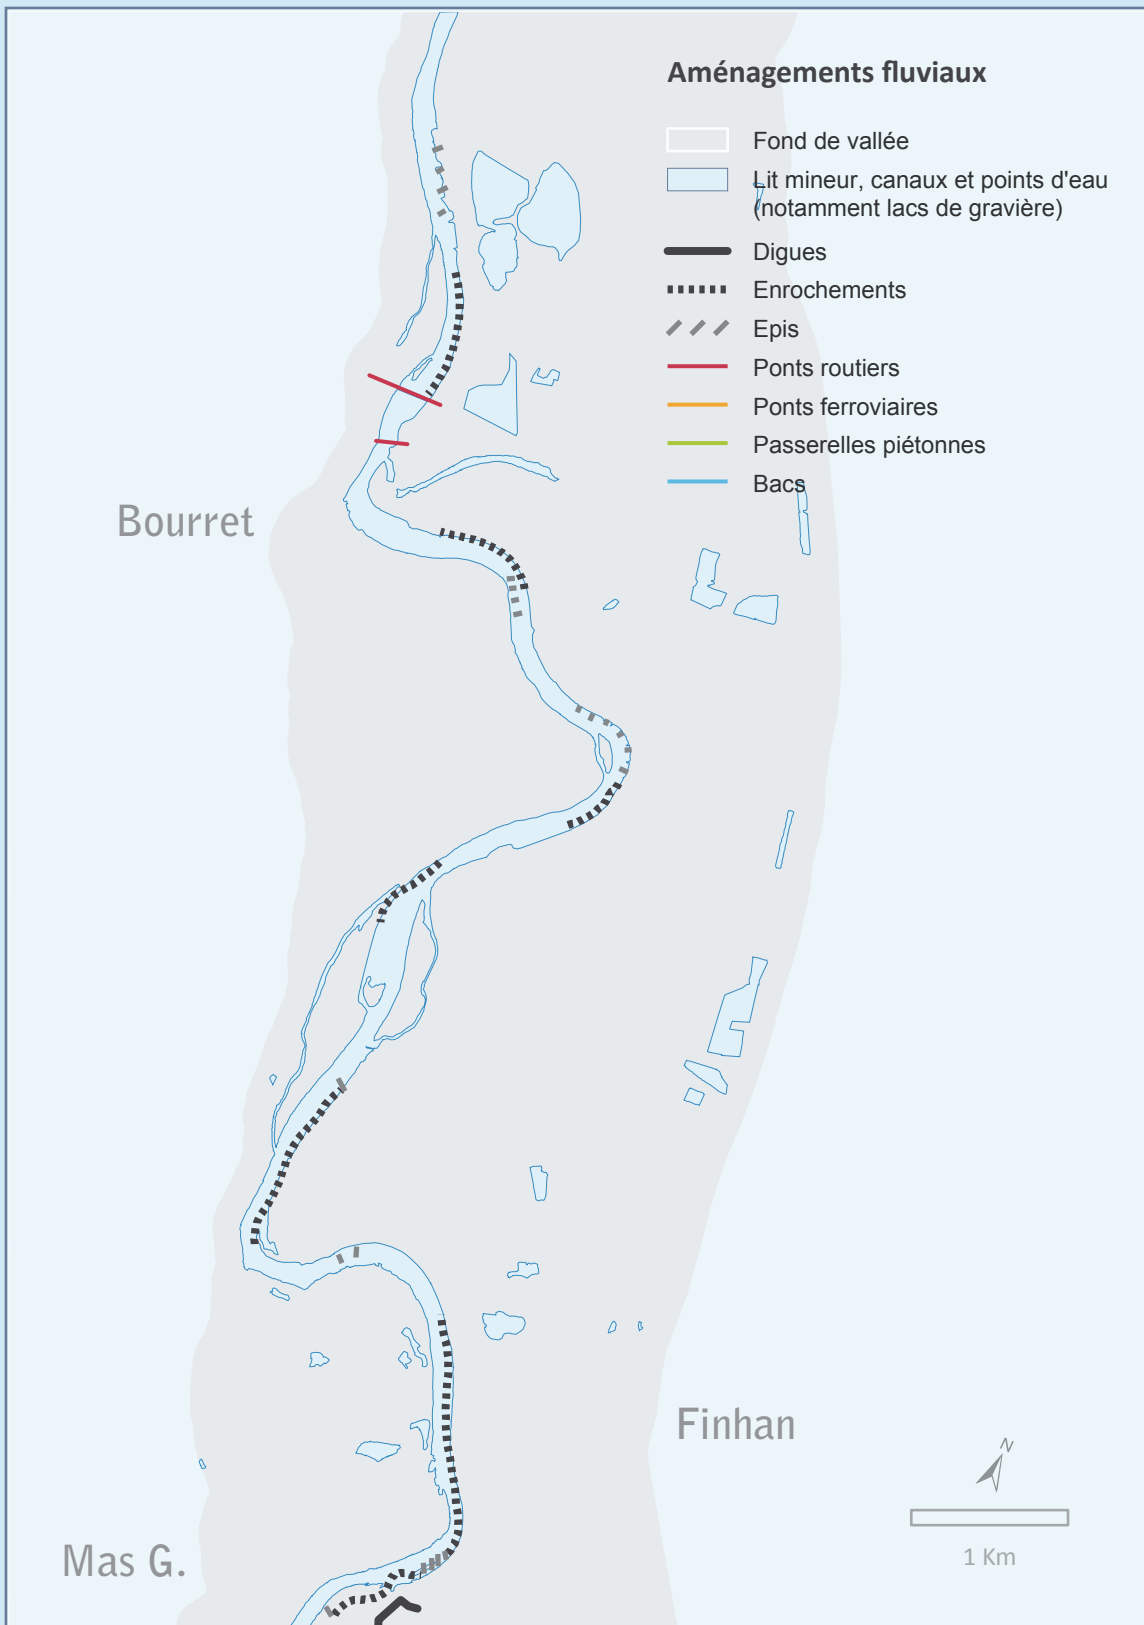 Aménagements fluviaux
Fond de vallée
Lit mineur, canaux et points d'eau
(notamment lacs de gravière)
Digues
Enrochements
Epis
Ponts routiers
Ponts ferroviaires
Passerelles piétonnes
Bacs
Bourret
Finhan
N
1 Km
Mas G.